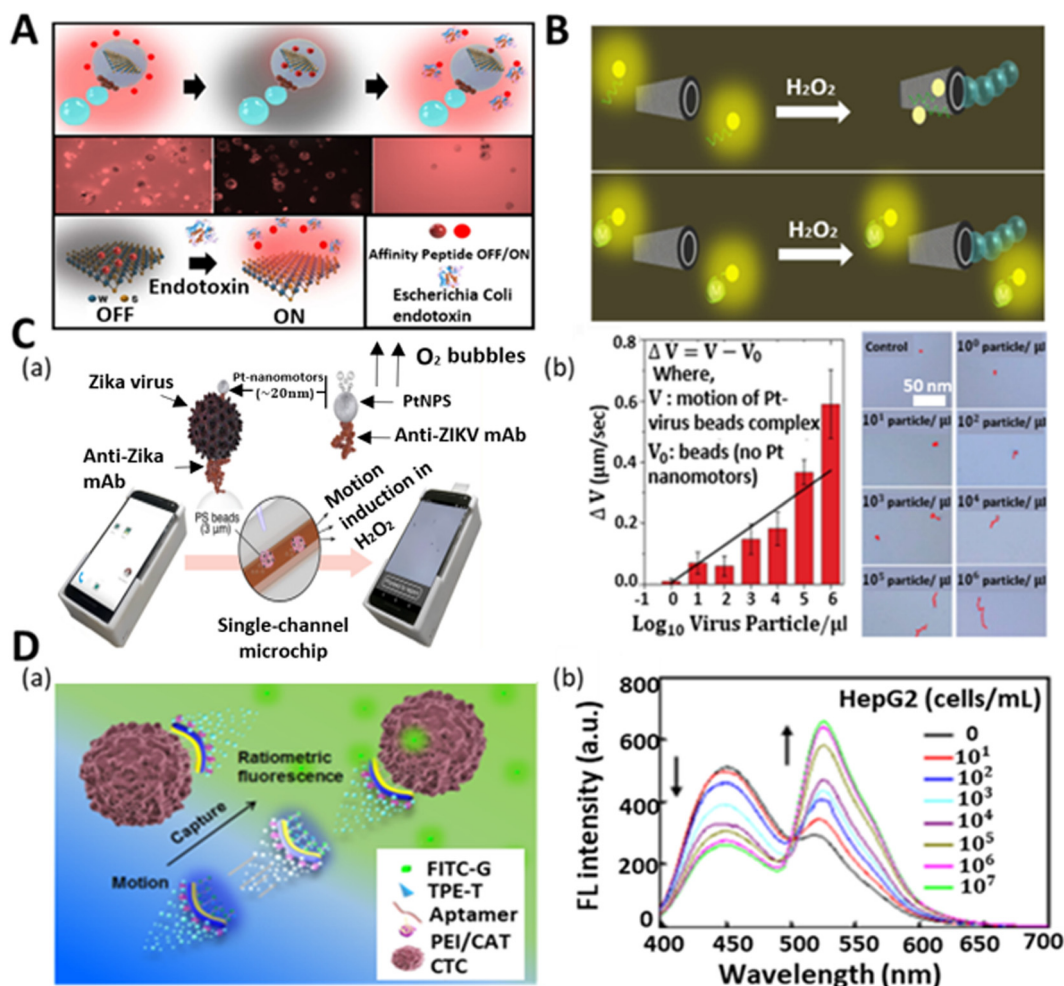 A
Affinity Peptide OFF/ON
Escherichia Coli
endotoxin
Endotoxin
W S
OFF
ON
B
H₂O₂
H₂O₂
C
(a)
O₂ bubbles
Zika virus
Pt-nanomotors
(~20nm)
PtNPS
Anti-ZIKV mAb
Anti-Zika
mAb
PS beads
(3 μm)
Motion
induction in
H₂O₂
Single-channel
microchip
(b)
Δ V = V − V₀
Where,
V : motion of Pt-
virus beads
complex
V₀: beads (no Pt
nanomotors)
Δ V (μm/sec)
0.6
0.4
0.2
0.0
-1 0 1 2 3 4 5 6
Log₁₀ Virus Particle/μl
Control
10⁰ particle/ μl
50 nm
10¹ particle/ μl
10² particle/ μl
10³ particle/ μl
10⁴ particle/ μl
10⁵ particle/ μl
10⁶ particle/ μl
D
(a)
Ratiometric
fluorescence
Capture
Motion
FITC-G
TPE-T
Aptamer
PEI/CAT
CTC
(b)
HepG2 (cells/mL)
0
10¹
10²
10³
10⁴
10⁵
10⁶
10⁷
FL intensity (a.u.)
800
600
400
200
0
400 450 500 550 600 650 700
Wavelength (nm)